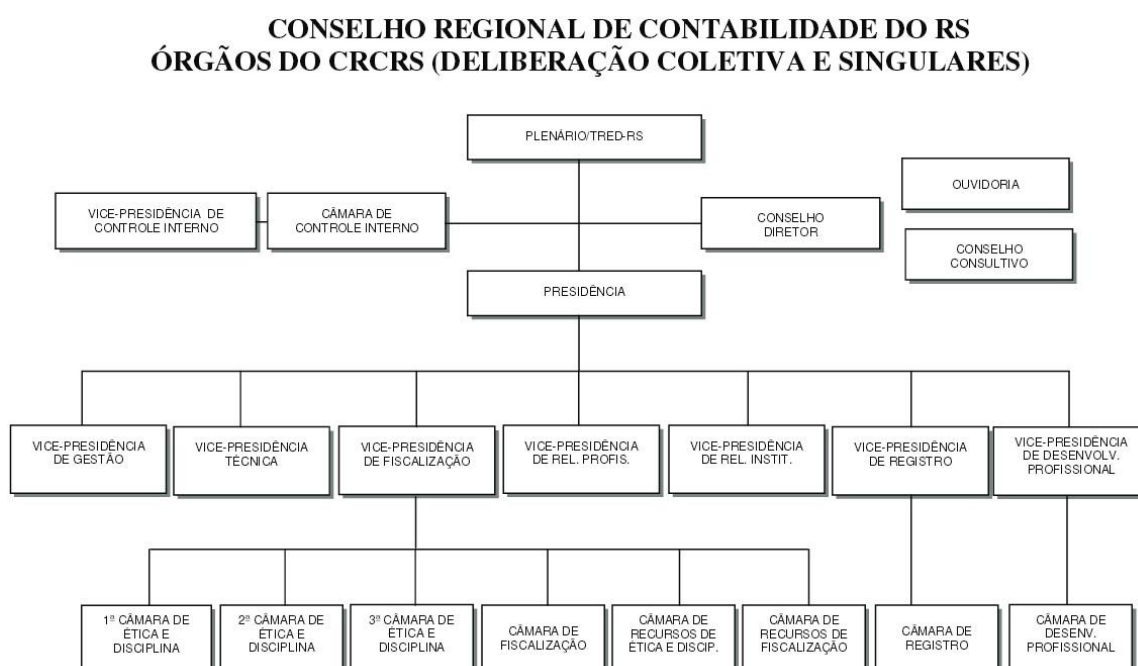 CONSELHO REGIONAL DE CONTABILIDADE DO RS
ÓRGÃOS DO CRCRS (DELIBERAÇÃO COLETIVA E SINGULARES)
PLENÁRIO/TRED-RS
OUVIDORIA
VICE-PRESIDÊNCIA DE
CONTROLE INTERNO
CÂMARA DE
CONTROLE INTERNO
CONSELHO
DIRETOR
CONSELHO
CONSULTIVO
PRESIDÊNCIA
VICE-PRESIDÊNCIA
DE GESTÃO
VICE-PRESIDÊNCIA
TÉCNICA
VICE-PRESIDÊNCIA
DE FISCALIZAÇÃO
VICE-PRESIDÊNCIA
DE REL. PROFIS.
VICE-PRESIDÊNCIA
DE REL. INSTIT.
VICE-PRESIDÊNCIA
DE REGISTRO
VICE-PRESIDÊNCIA
DE DESENVOLV.
PROFISSIONAL
1ª CÂMARA DE
ÉTICA E
DISCIPLINA
2ª CÂMARA DE
ÉTICA E
DISCIPLINA
3ª CÂMARA DE
ÉTICA E
DISCIPLINA
CÂMARA DE
FISCALIZAÇÃO
CÂMARA DE
RECURSOS DE
ÉTICA E DISCIP.
CÂMARA DE
RECURSOS DE
FISCALIZAÇÃO
CÂMARA DE
REGISTRO
CÂMARA DE
DESENV.
PROFISSIONAL